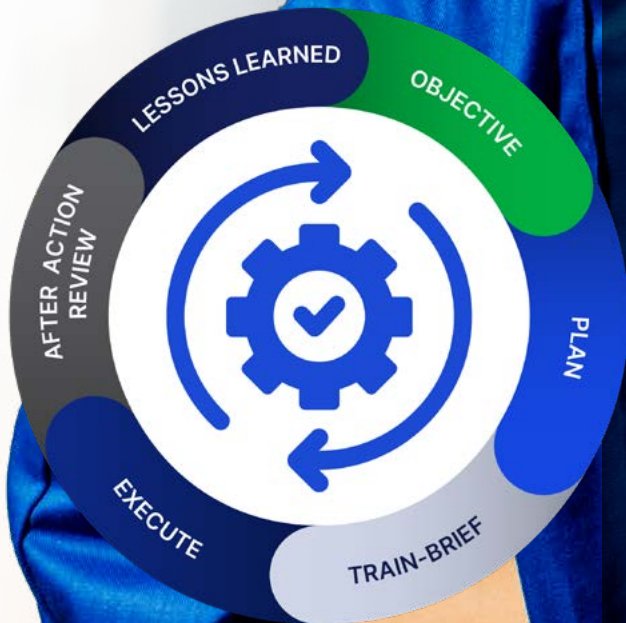 OBJECTIVE
PLAN
TRAIN-BRIEF
EXECUTE
AFTER ACTION
REVIEW
LESSONS LEARNED